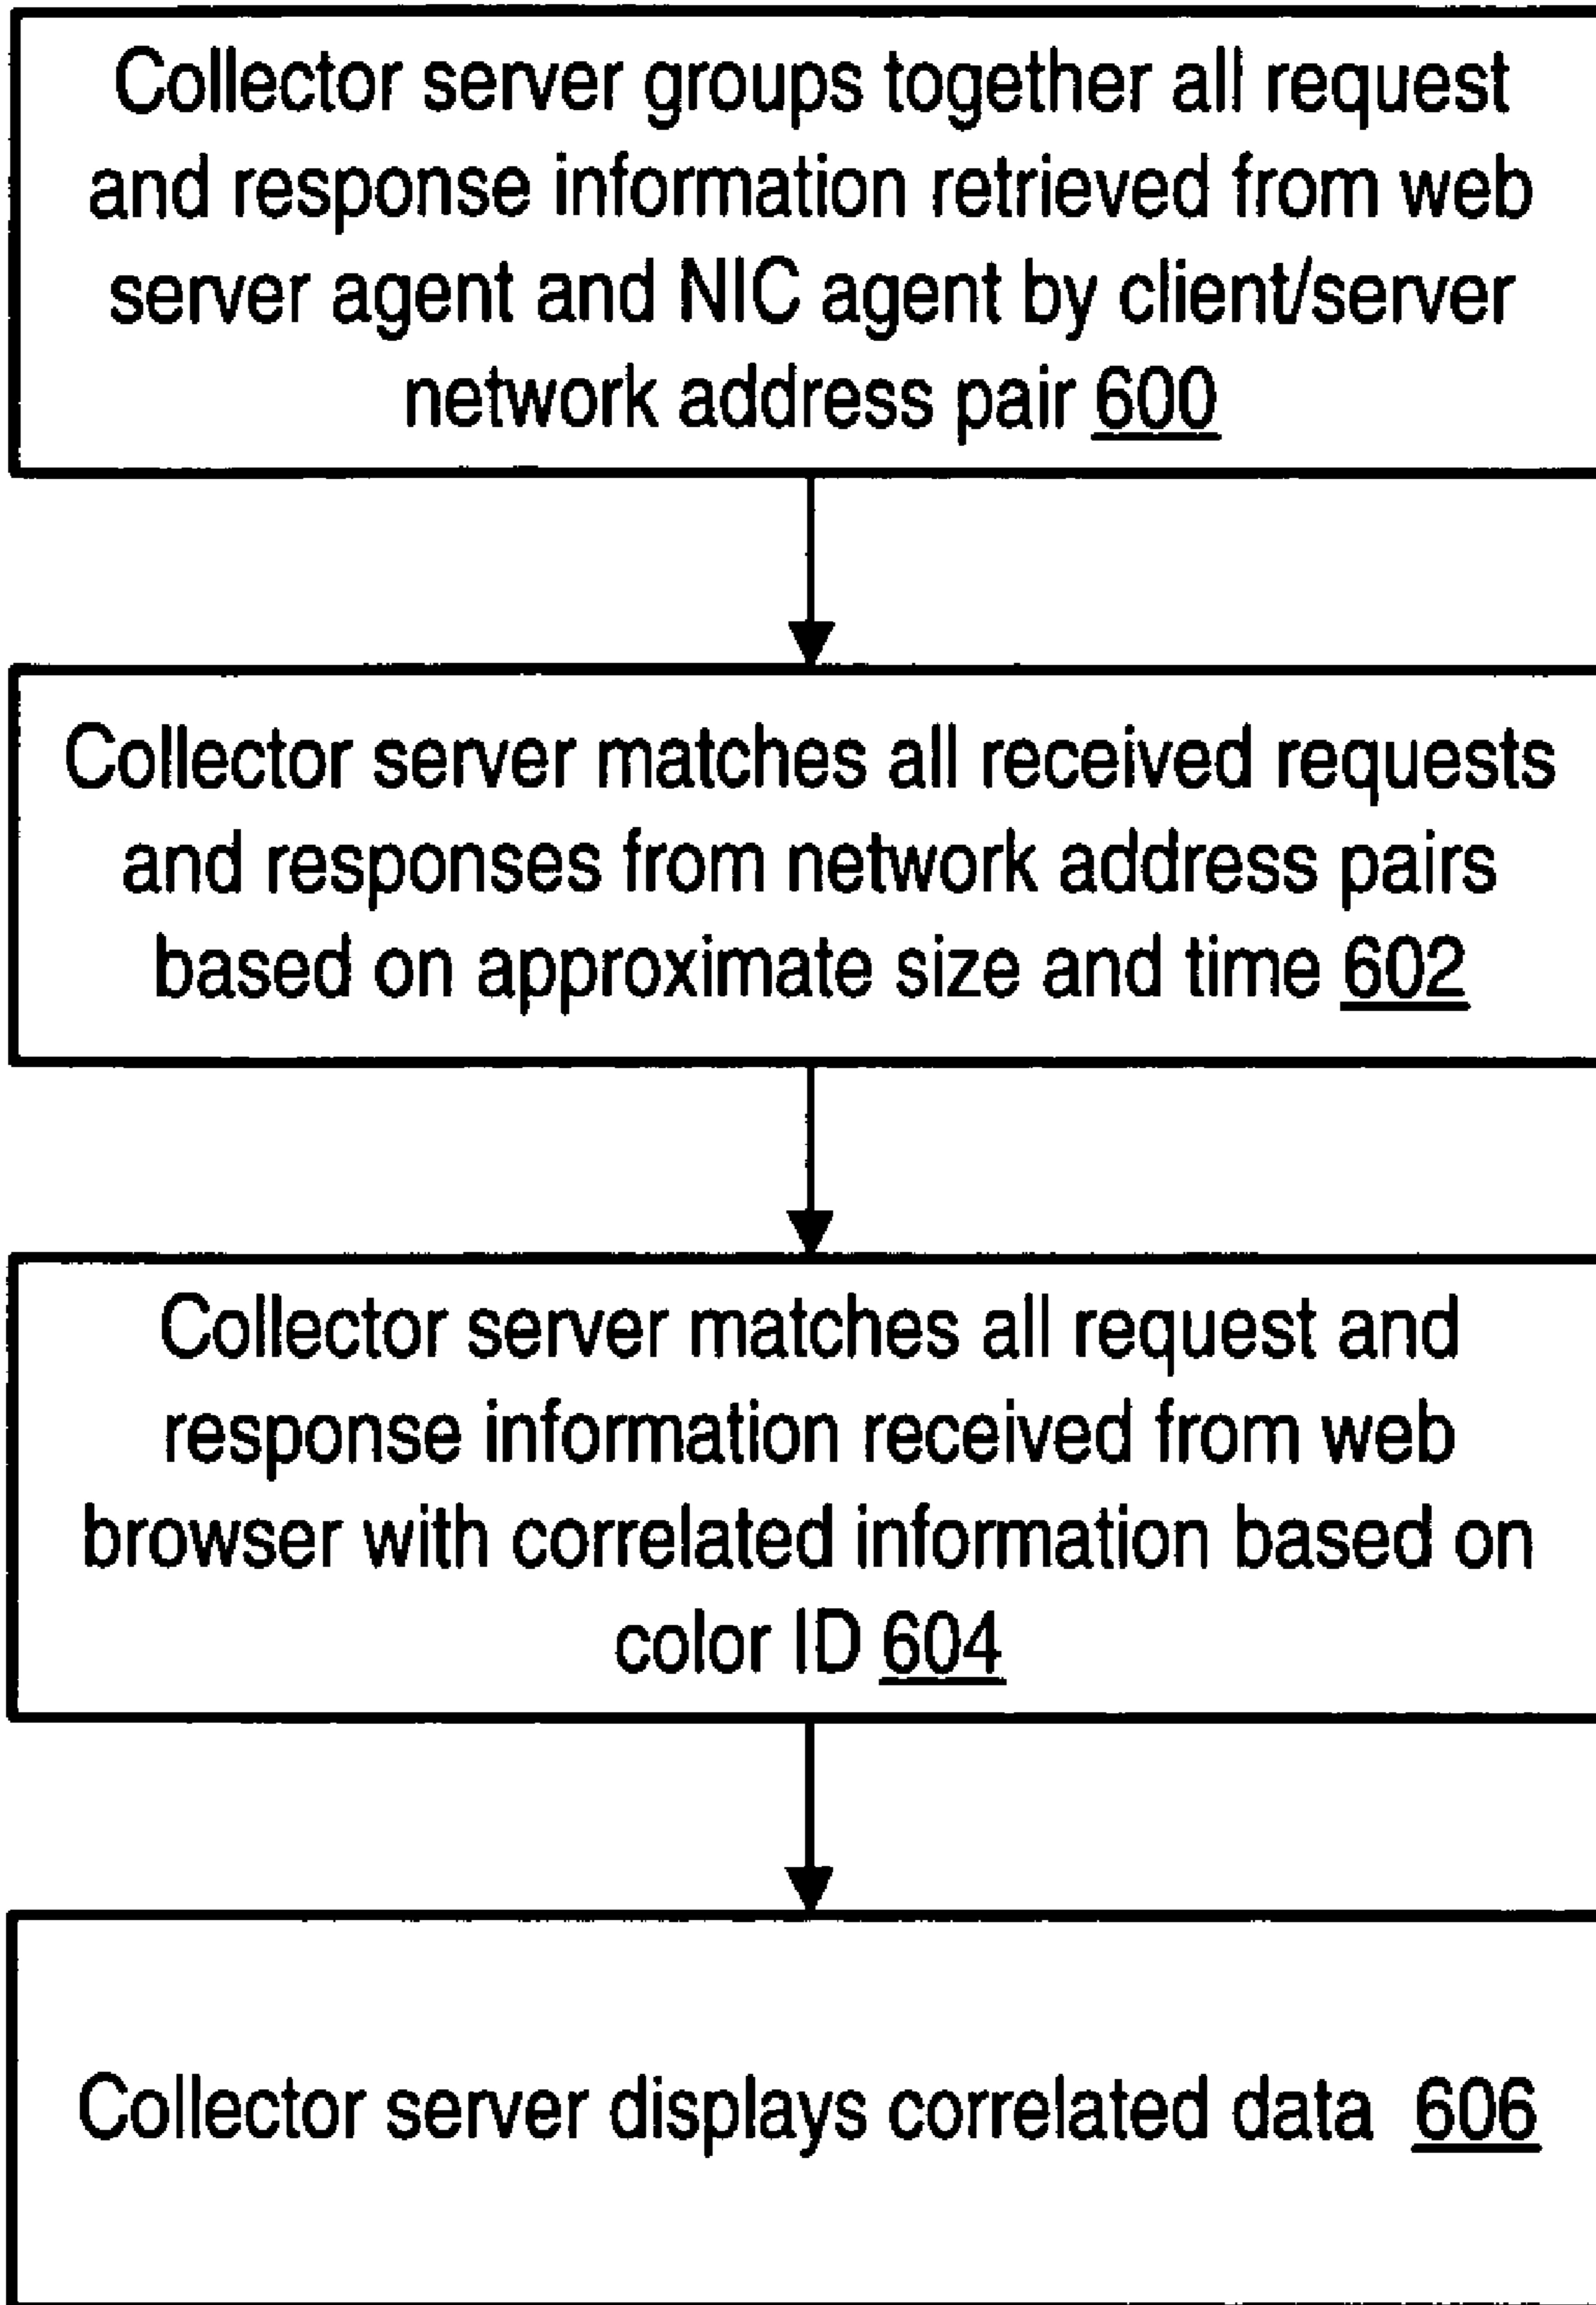 Collector server groups together all request
and response information retrieved from web
server agent and NIC agent by client/server
network address pair 600
Collector server matches all received requests
and responses from network address pairs
based on approximate size and time 602
Collector server matches all request and
response information received from web
browser with correlated information based on
color ID 604
Collector server displays correlated data 606